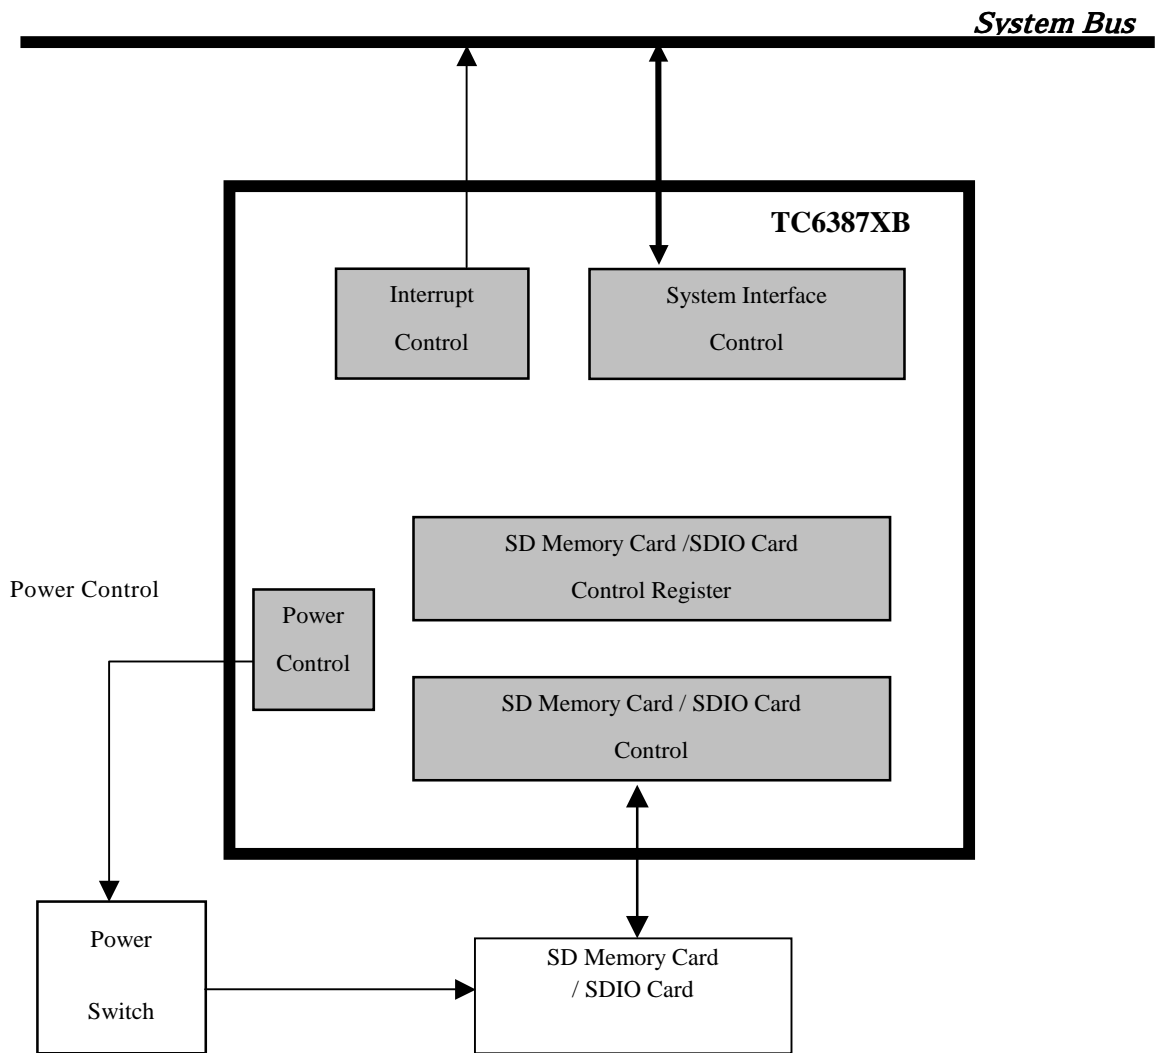 System Bus
TC6387XB
Interrupt
Control
System Interface
Control
SD Memory Card /SDIO Card
Control Register
Power Control
Power
Control
SD Memory Card / SDIO Card
Control
Power
Switch
SD Memory Card
/ SDIO Card